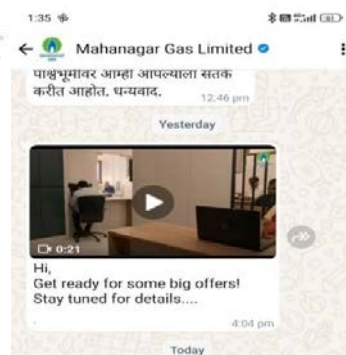 1:35
Mahanagar Gas Limited
पार्श्वभूमीवर आम्ही आपल्याला सतर्क
करीत आहोत. धन्यवाद.
12:46 pm
Yesterday
0:21
Hi,
Get ready for some big offers!
Stay tuned for details....
.
4:04 pm
Today